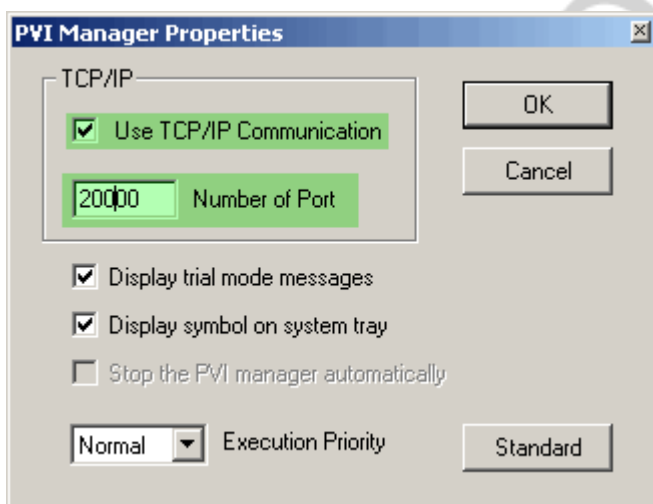 PVI Manager Properties
TCP/IP
Use TCP/IP Communication
20000 Number of Port
OK
Cancel
Display trial mode messages
Display symbol on system tray
Stop the PVI manager automatically
Normal Execution Priority
Standard